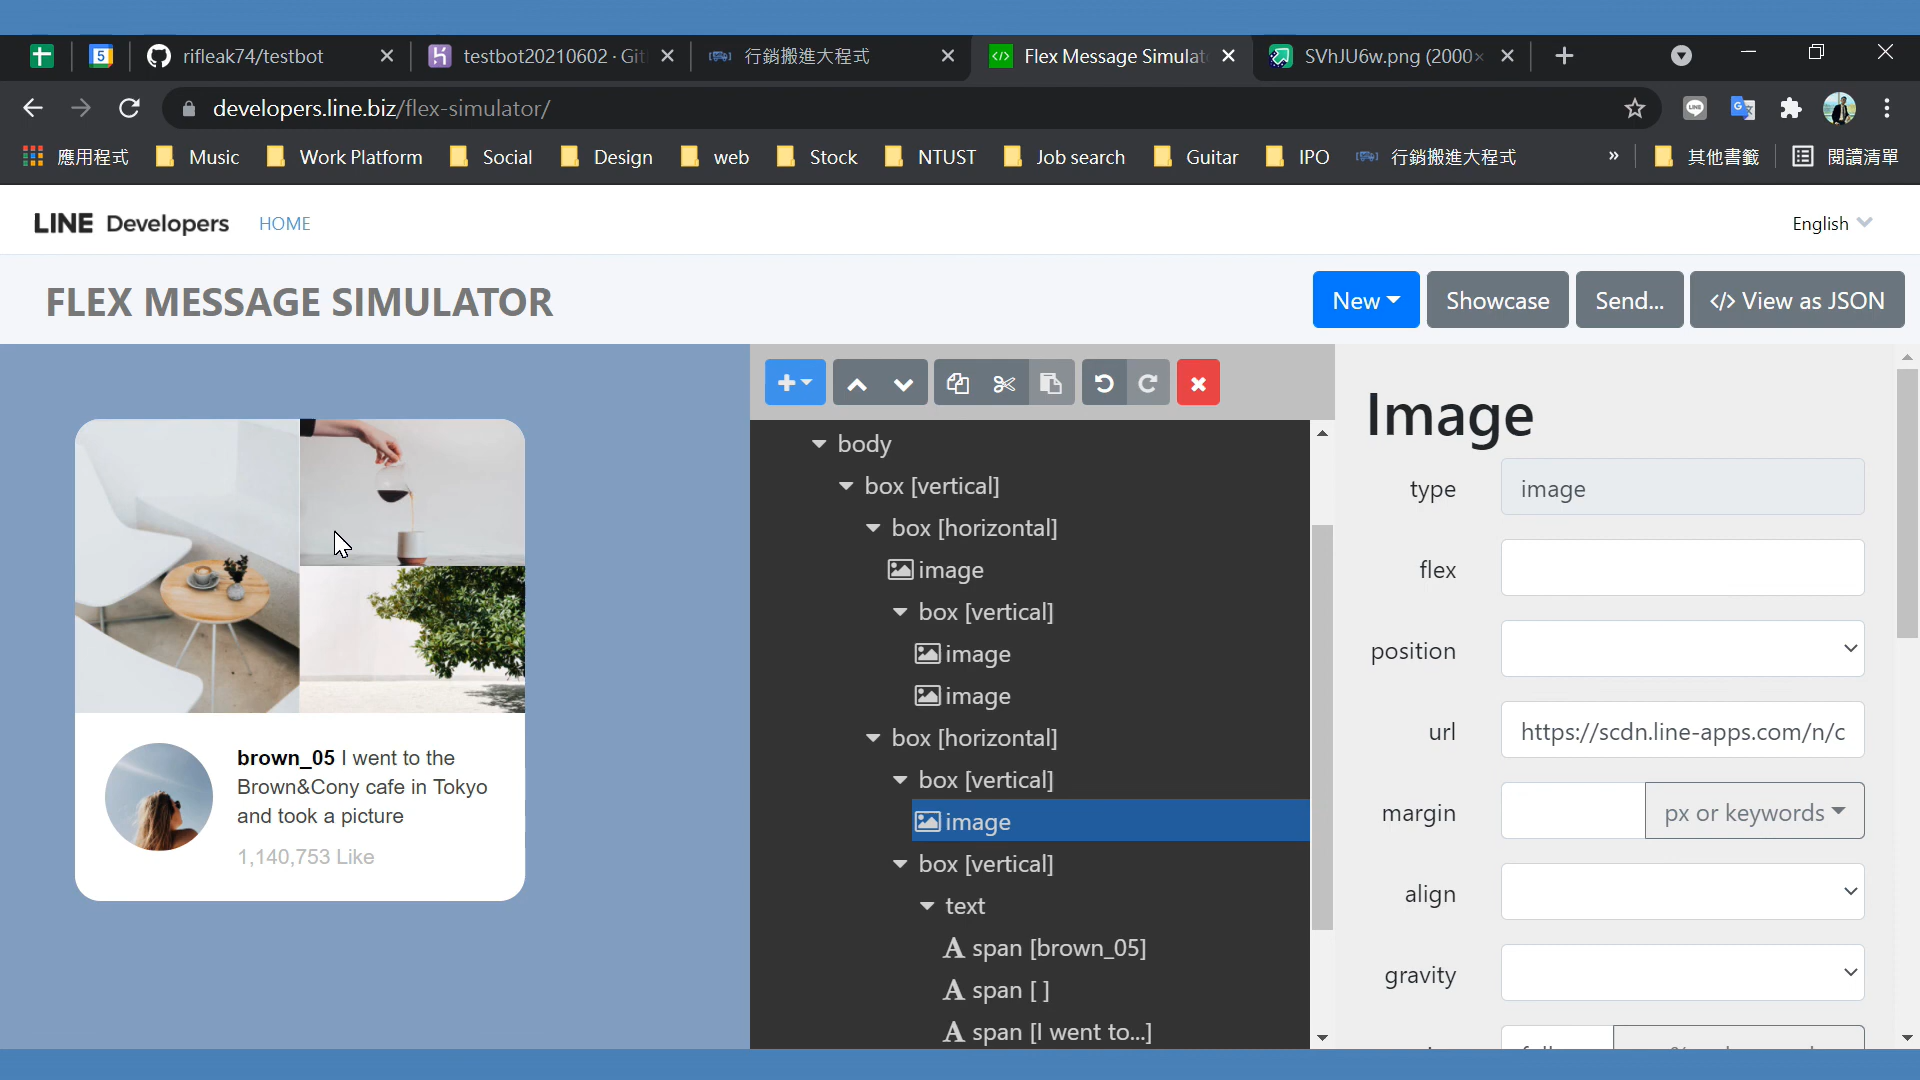 rifleak74/testbot
testbot20210602 · Git
行銷搬進大程式
Flex Message Simulat
SVhJU6w.png (2000×
developers.line.biz/flex-simulator/
應用程式
Music
Work Platform
Social
Design
web
Stock
NTUST
Job search
Guitar
IPO
行銷搬進大程式
»
其他書籤
閱讀清單
LINE Developers
HOME
English
FLEX MESSAGE SIMULATOR
New
Showcase
Send...
</> View as JSON
body
box [vertical]
box [horizontal]
image
box [vertical]
image
image
box [horizontal]
box [vertical]
image
box [vertical]
text
span [brown_05]
span [ ]
span [I went to...]
brown_05 I went to the
Brown&Cony cafe in Tokyo
and took a picture
1,140,753 Like
Image
type
image
flex
position
url
https://scdn.line-apps.com/n/c
margin
px or keywords
align
gravity